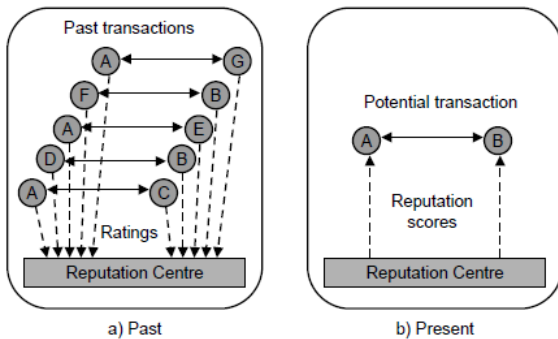 Past transactions
A G
F B
A E
D B
A C
Ratings
Reputation Centre
a) Past
Potential transaction
A B
Reputation
scores
Reputation Centre
b) Present